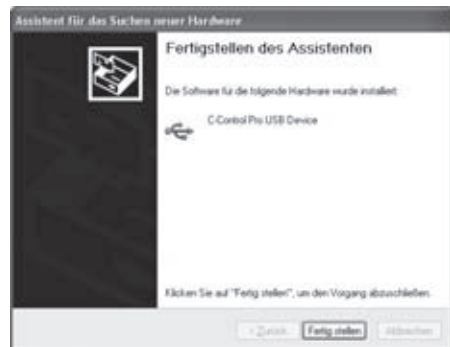 Assistent für das Suchen neuer Hardware
Fertigstellen des Assistenten
Die Software für die folgende Hardware wurde installiert:
C-Control Pro USB Device
Klicken Sie auf "Fertig stellen", um den Vorgang abzuschließen.
< Zurück Fertig stellen Abbrechen